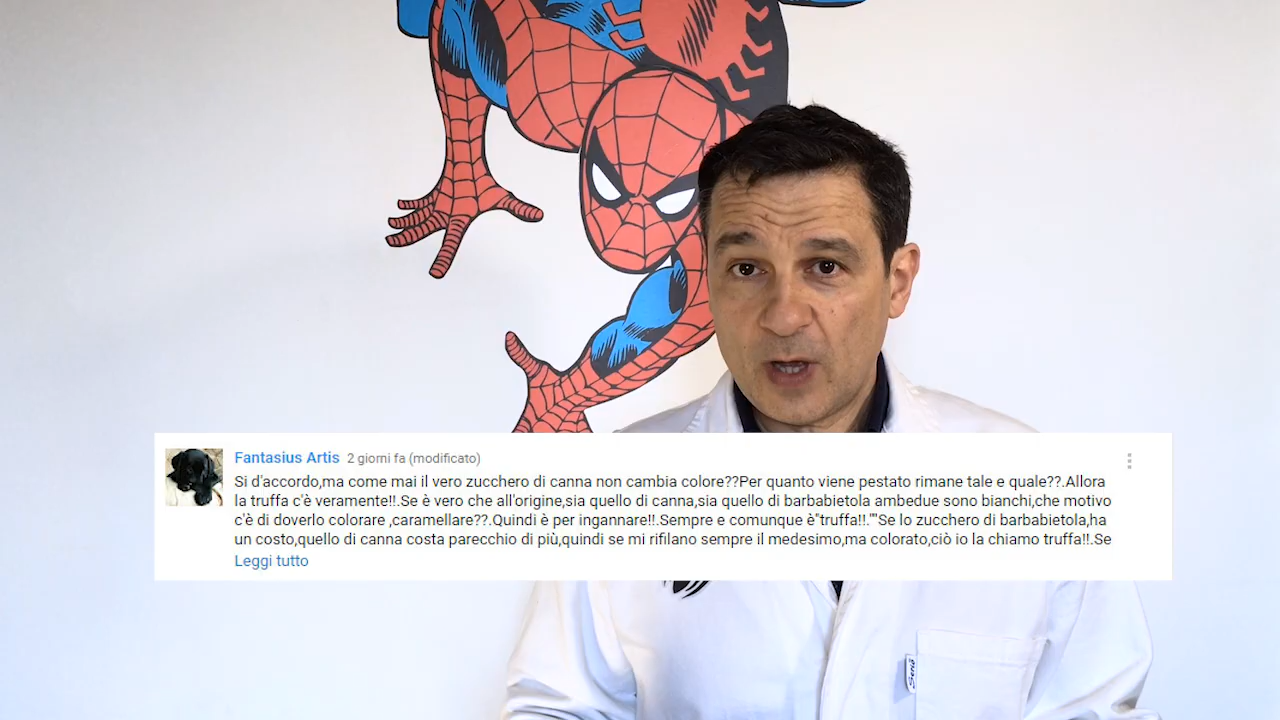 Fantasius Artis 2 giorni fa (modificato)
Si d'accordo,ma come mai il vero zucchero di canna non cambia colore??Per quanto viene pestato rimane tale e quale??.Allora
la truffa c'è veramente!!.Se è vero che all'origine,sia quello di canna,sia quello di barbabietola ambedue sono bianchi,che motivo
c'è di doverlo colorare ,caramellare??.Quindi è per ingannare!!.Sempre e comunque è"truffa!!.""Se lo zucchero di barbabietola,ha
un costo,quello di canna costa parecchio di più,quindi se mi rifilano sempre il medesimo,ma colorato,ciò io la chiamo truffa!!.Se
Leggi tutto